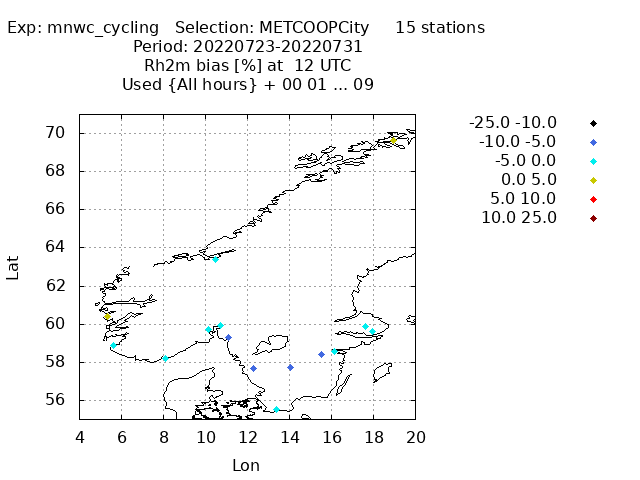 Exp: mnwc_cycling   Selection: METCOOPCity     15 stations
Period: 20220723-20220731
Rh2m bias [%] at  12 UTC
Used {All hours} + 00 01 ... 09
-25.0 -10.0
-10.0 -5.0
-5.0 0.0
0.0 5.0
5.0 10.0
10.0 25.0
70
68
66
64
62
60
58
56
Lat
4 6 8 10 12 14 16 18 20
Lon